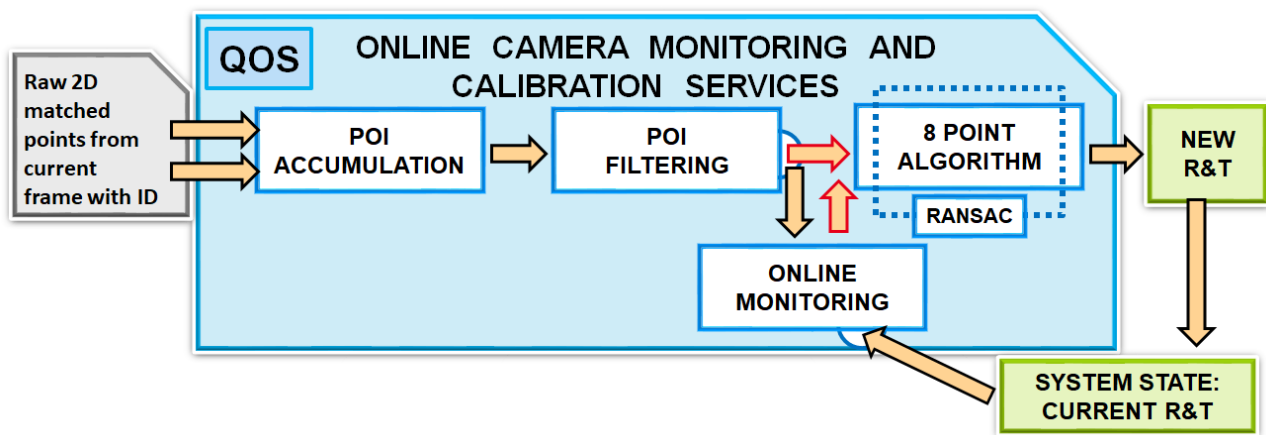 QOS
ONLINE CAMERA MONITORING AND
CALIBRATION SERVICES
Raw 2D
matched
points from
current
frame with ID
POI
ACCUMULATION
POI
FILTERING
8 POINT
ALGORITHM
RANSAC
NEW
R&T
ONLINE
MONITORING
SYSTEM STATE:
CURRENT R&T